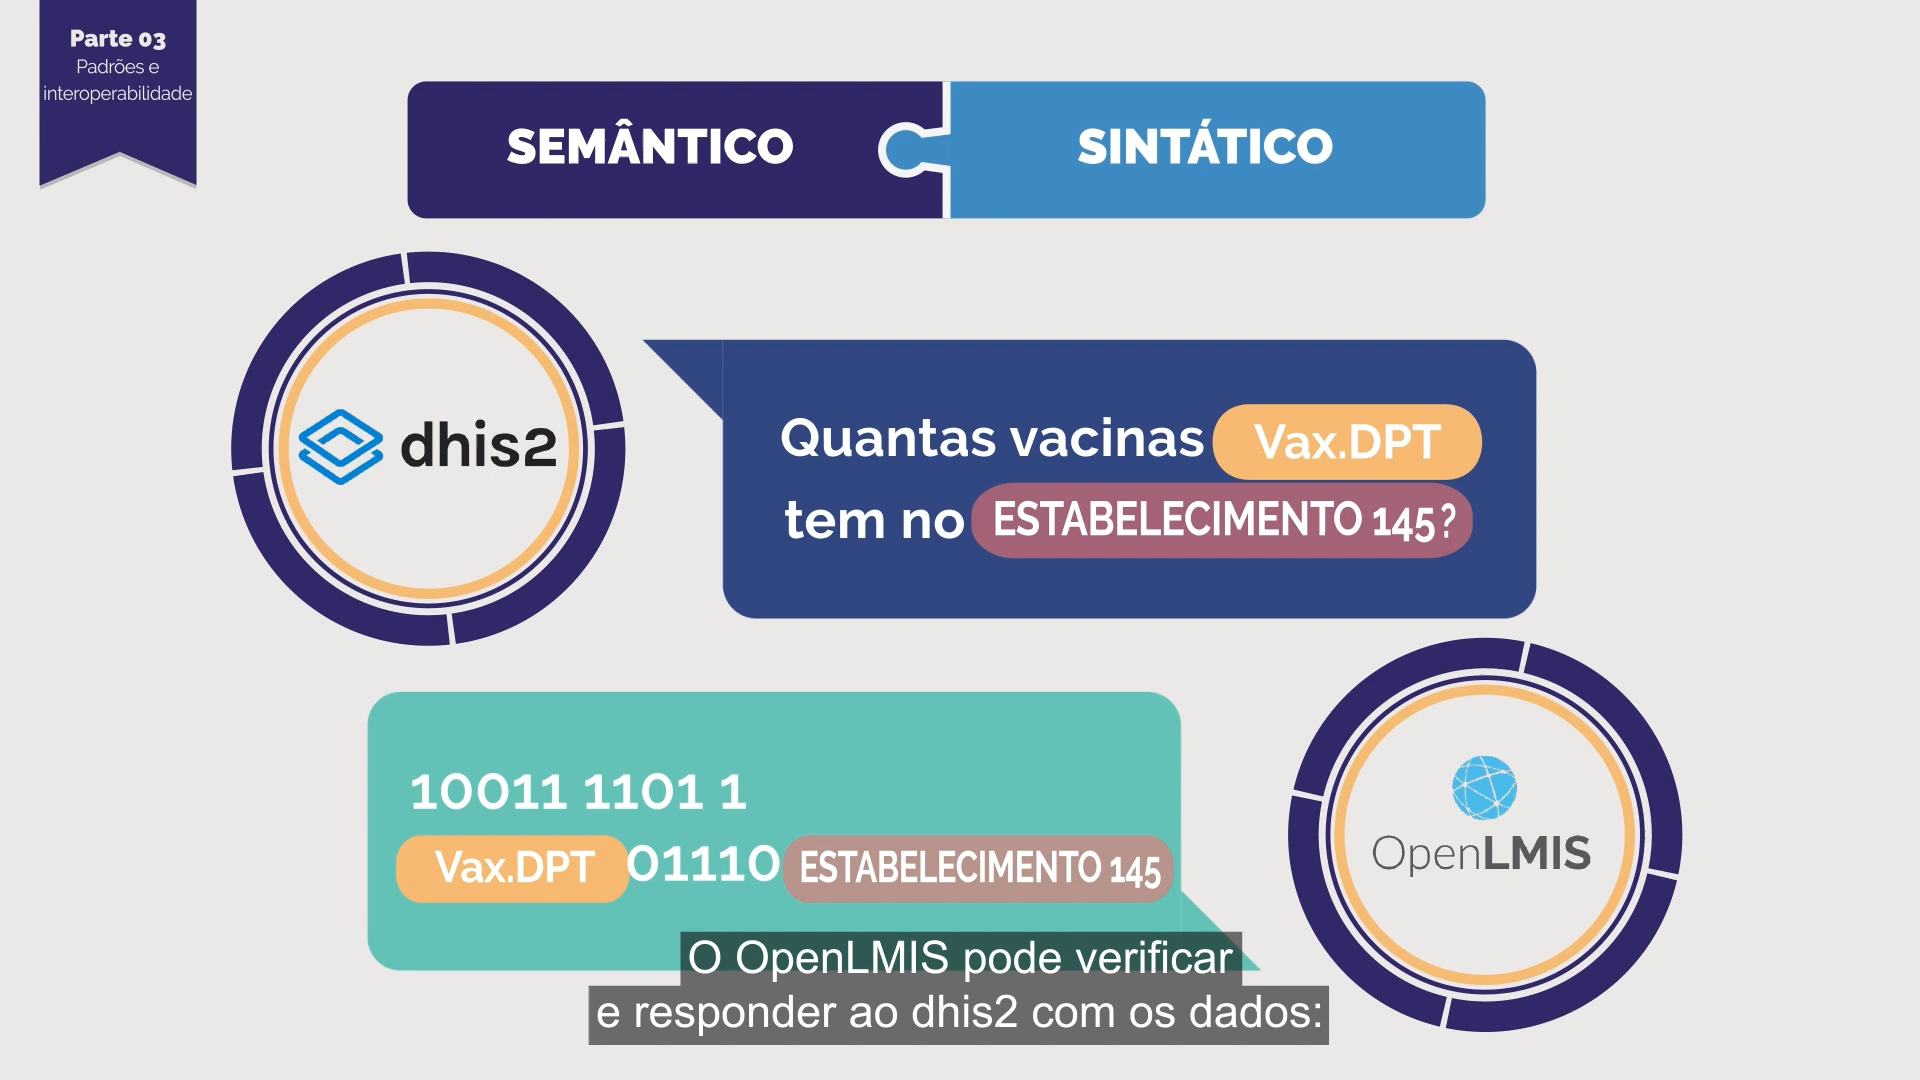 Parte 03
Padrões e
interoperabilidade
SEMÂNTICO
SINTÁTICO
dhis2
Quantas vacinas Vax.DPT
tem no ESTABELECIMENTO 145?
10011 1101 1
Vax.DPT 01110 ESTABELECIMENTO 145
OpenLMIS
O OpenLMIS pode verificar
e responder ao dhis2 com os dados: